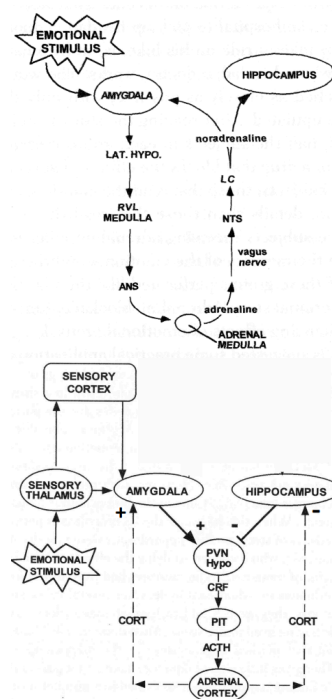 EMOTIONAL
STIMULUS
HIPPOCAMPUS
AMYGDALA
noradrenaline
LAT. HYPO.
LC
RVL
MEDULLA
NTS
vagus
nerve
ANS
adrenaline
ADRENAL
MEDULLA
SENSORY
CORTEX
SENSORY
THALAMUS
AMYGDALA
HIPPOCAMPUS
+
-
+
-
PVN
Hypo
EMOTIONAL
STIMULUS
CRF
CORT
PIT
CORT
ACTH
ADRENAL
CORTEX